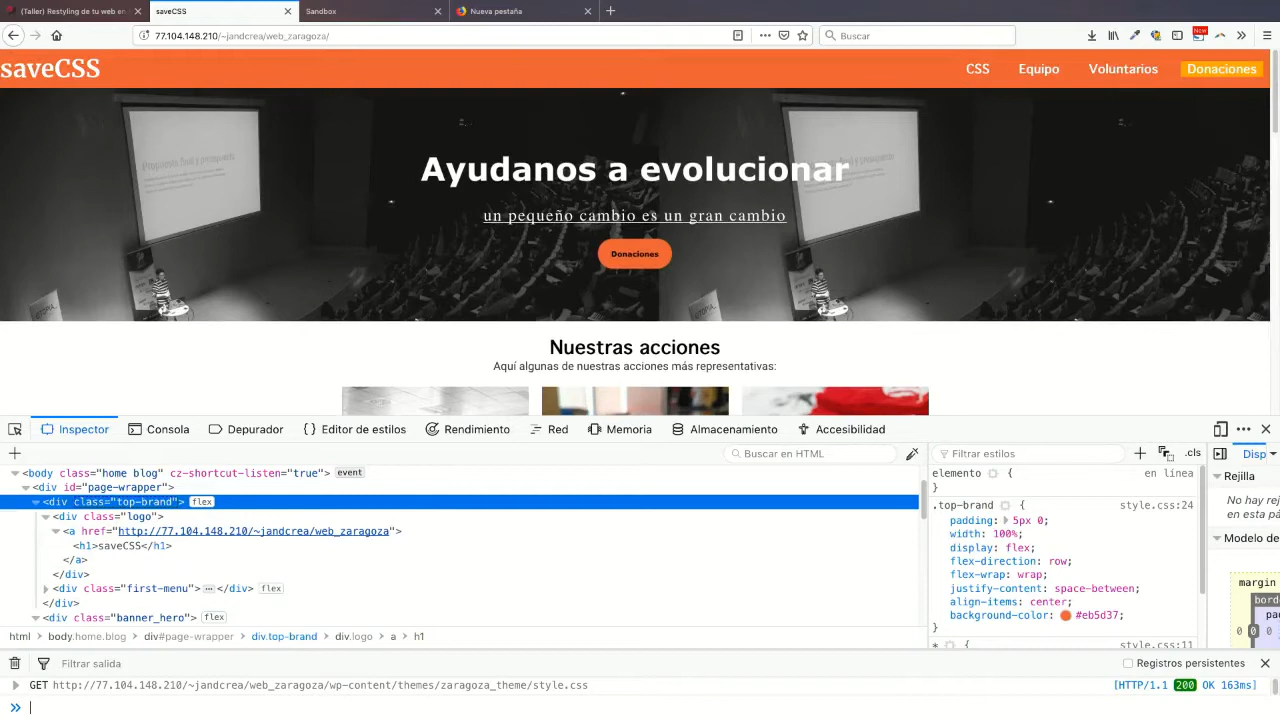 (Taller) Restyling de tu web en
saveCSS
Sandbox
Nueva pestaña
77.104.148.210/~jandcrea/web_zaragoza/
Buscar
New
saveCSS
CSS
Equipo
Voluntarios
Donaciones
Propuesta final y presupuesto
Ayudanos a evolucionar
un pequeño cambio es un gran cambio
Donaciones
Nuestras acciones
Aquí algunas de nuestras acciones más representativas:
Inspector
Consola
Depurador
Editor de estilos
Rendimiento
Red
Memoria
Almacenamiento
Accesibilidad
Buscar en HTML
<body class="home blog" cz-shortcut-listen="true"> event
<div id="page-wrapper">
<div class="top-brand"> flex
<div class="logo">
<a href="http://77.104.148.210/~jandcrea/web_zaragoza">
<h1>saveCSS</h1>
</a>
</div>
<div class="first-menu"> ⋯ </div> flex
</div>
<div class="banner_hero"> flex
html > body.home.blog > div#page-wrapper > div.top-brand > div.logo > a > h1
Filtrar estilos
+ .cls
elemento { en línea
}
.top-brand { style.css:24
padding: 5px 0;
width: 100%;
display: flex;
flex-direction: row;
flex-wrap: wrap;
justify-content: space-between;
align-items: center;
background-color: #eb5d37;
}
* { style.css:11
Disp
Rejilla
No hay rej
en esta pá
Modelo de
margin
bord
pa
0 0 0
Filtrar salida
Registros persistentes
GET http://77.104.148.210/~jandcrea/web_zaragoza/wp-content/themes/zaragoza_theme/style.css
[HTTP/1.1 200 OK 163ms]